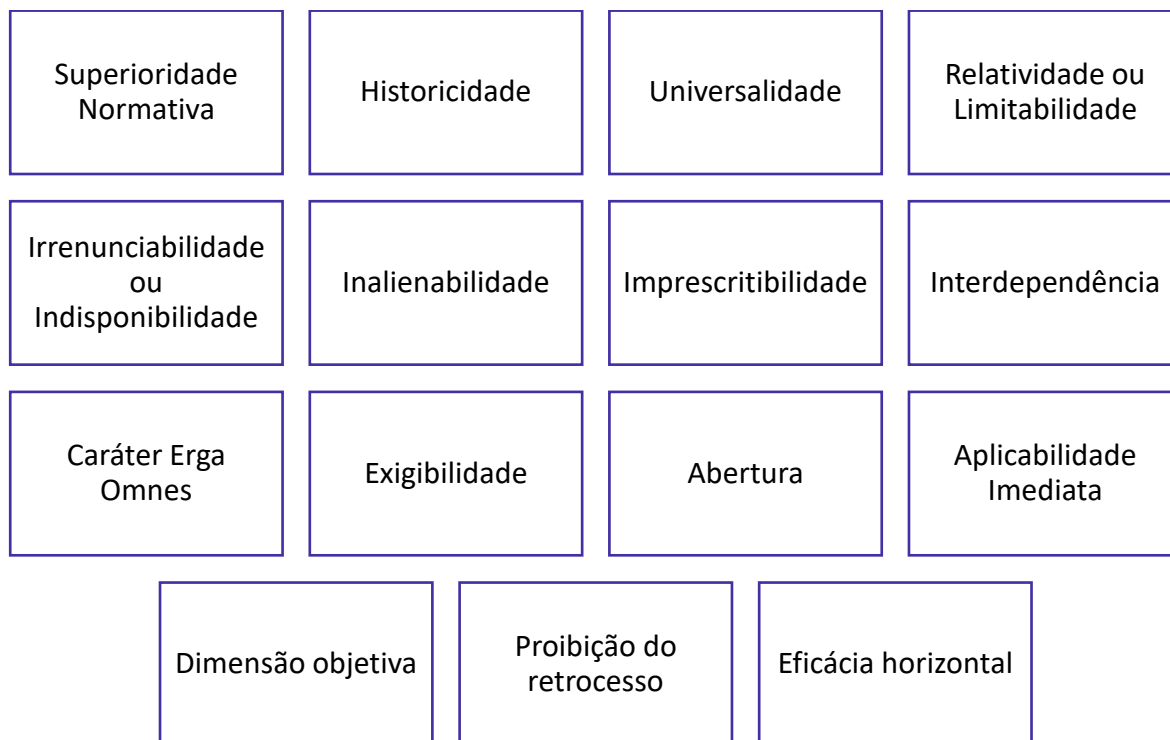 Superioridade
Normativa
Historicidade
Universalidade
Relatividade ou
Limitabilidade
Irrenunciabilidade
ou
Indisponibilidade
Inalienabilidade
Imprescritibilidade
Interdependência
Caráter Erga
Omnes
Exigibilidade
Abertura
Aplicabilidade
Imediata
Dimensão objetiva
Proibição do
retrocesso
Eficácia horizontal